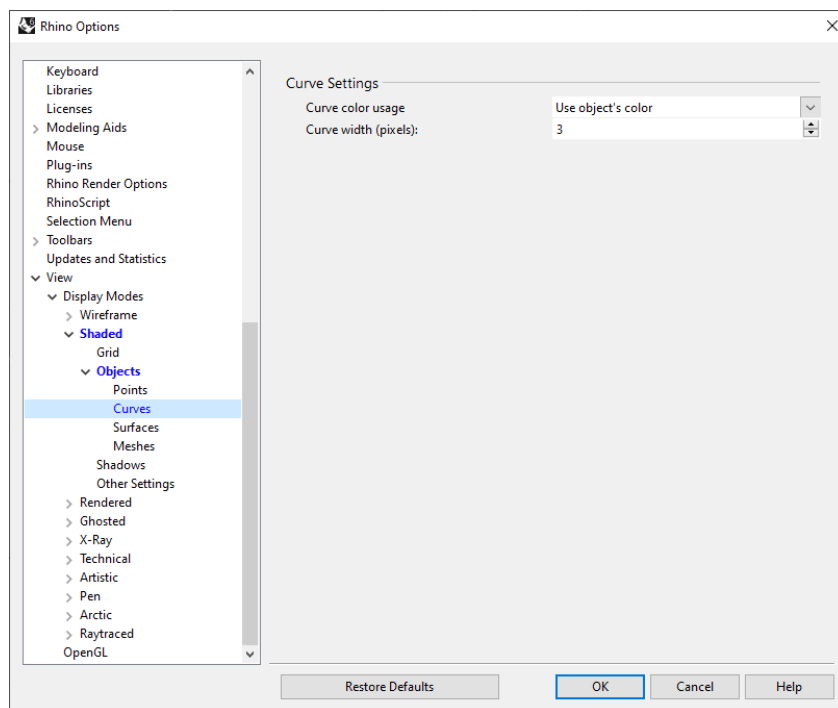 Rhino Options
Keyboard
Libraries
Licenses
Modeling Aids
Mouse
Plug-ins
Rhino Render Options
RhinoScript
Selection Menu
Toolbars
Updates and Statistics
View
Display Modes
Wireframe
Shaded
Grid
Objects
Points
Curves
Surfaces
Meshes
Shadows
Other Settings
Rendered
Ghosted
X-Ray
Technical
Artistic
Pen
Arctic
Raytraced
OpenGL
Curve Settings
Curve color usage Use object's color
Curve width (pixels): 3
Restore Defaults OK Cancel Help